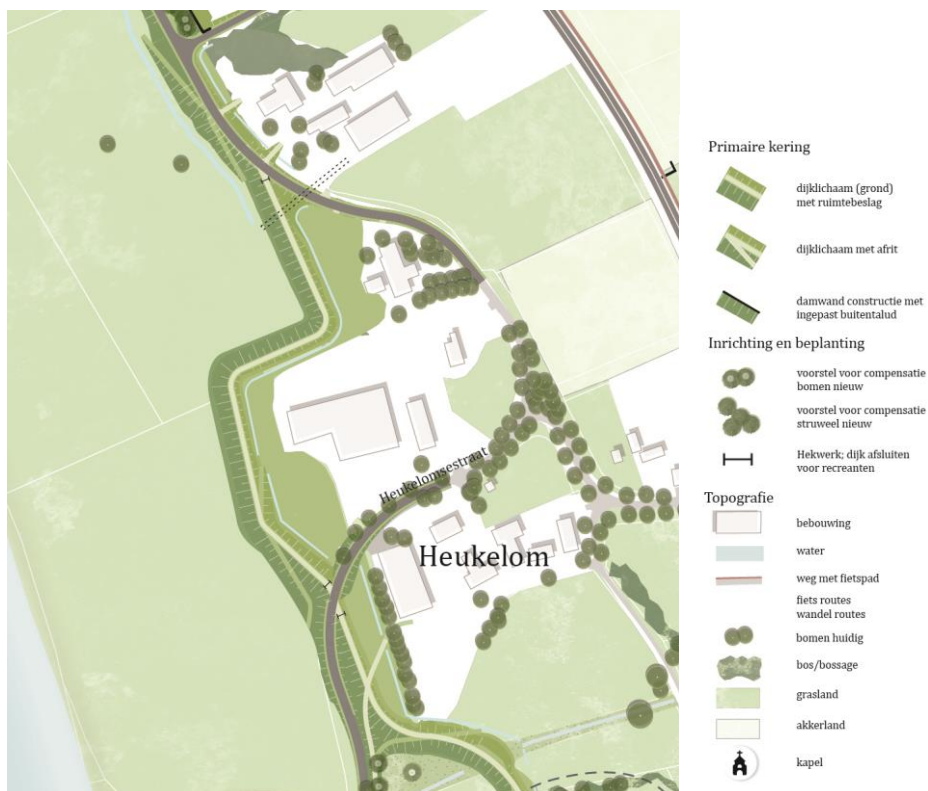 Heukelomsestraat
Heukelom
Primaire kering
dijklichaam (grond)
met ruimtebeslag
dijklichaam met afrit
damwand constructie met
ingepast buitentalud
Inrichting en beplanting
voorstel voor compensatie
bomen nieuw
voorstel voor compensatie
struweel nieuw
Hekwerk; dijk afsluiten
voor recreanten
Topografie
bebouwing
water
weg met fietspad
fiets routes
wandel routes
bomen huidig
bos/bossage
grasland
akkerland
kapel